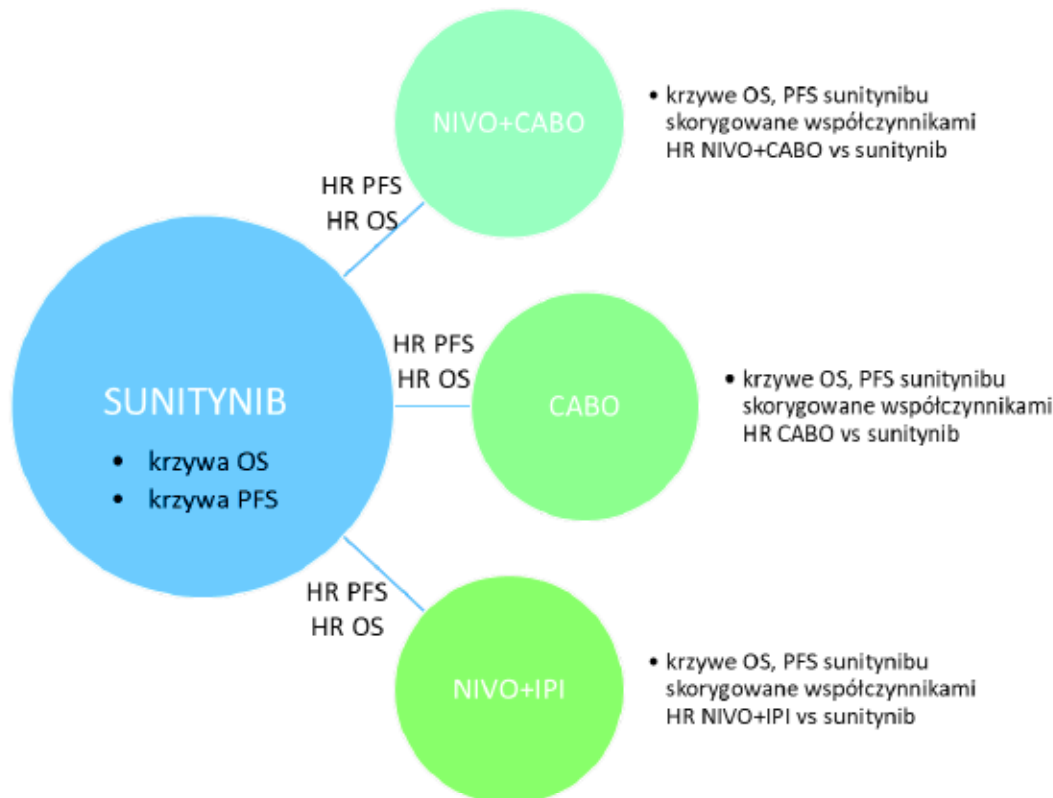 NIVO+CABO
• krzywe OS, PFS sunitynibu
skorygowane współczynnikami
HR NIVO+CABO vs sunitynib
HR PFS
HR OS
SUNITYNIB
• krzywa OS
• krzywa PFS
HR PFS
HR OS
CABO
• krzywe OS, PFS sunitynibu
skorygowane współczynnikami
HR CABO vs sunitynib
HR PFS
HR OS
NIVO+IPI
• krzywe OS, PFS sunitynibu
skorygowane współczynnikami
HR NIVO+IPI vs sunitynib